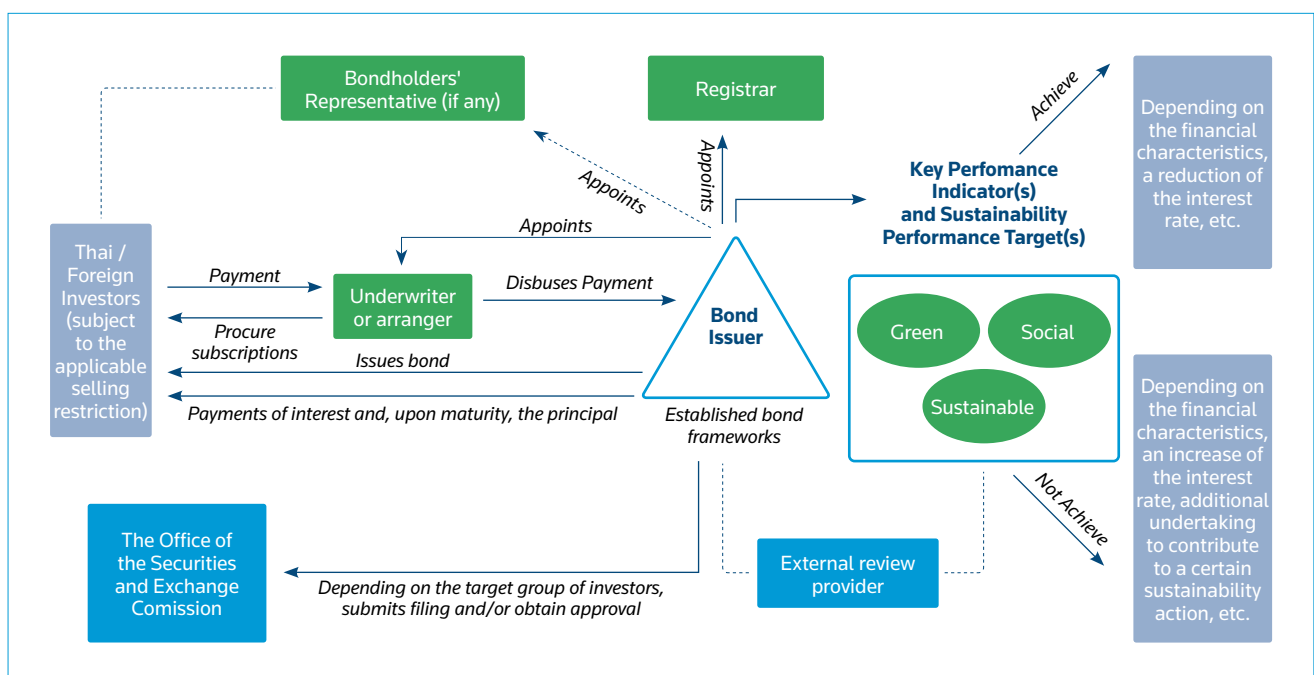 Bondholders'
Representative (if any)
Registrar
Achieve
Depending on
the financial
characteristics,
a reduction of
the interest
rate, etc.
Appoints
Appoints
Key Perfomance
Indicator(s)
and Sustainability
Performance Target(s)
Thai /
Foreign
Investors
(subject
to the
applicable
selling
restriction)
Appoints
Payment
Underwriter
or arranger
Disbuses Payment
Procure
subscriptions
Bond
Issuer
Green
Social
Sustainable
Issues bond
Payments of interest and, upon maturity, the principal
Established bond
frameworks
Depending on
the financial
characteristics,
an increase of
the interest
rate, additional
undertaking
to contribute
to a certain
sustainability
action, etc.
Not Achieve
The Office of
the Securities
and Exchange
Comission
External review
provider
Depending on the target group of investors,
submits filing and/or obtain approval